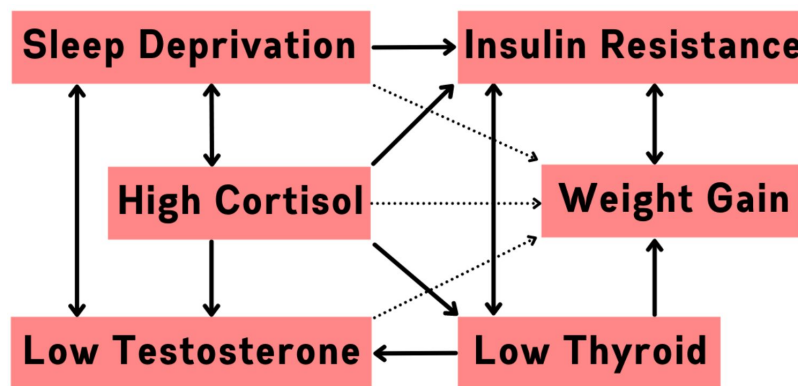 Sleep Deprivation
Insulin Resistance
High Cortisol
Weight Gain
Low Testosterone
Low Thyroid